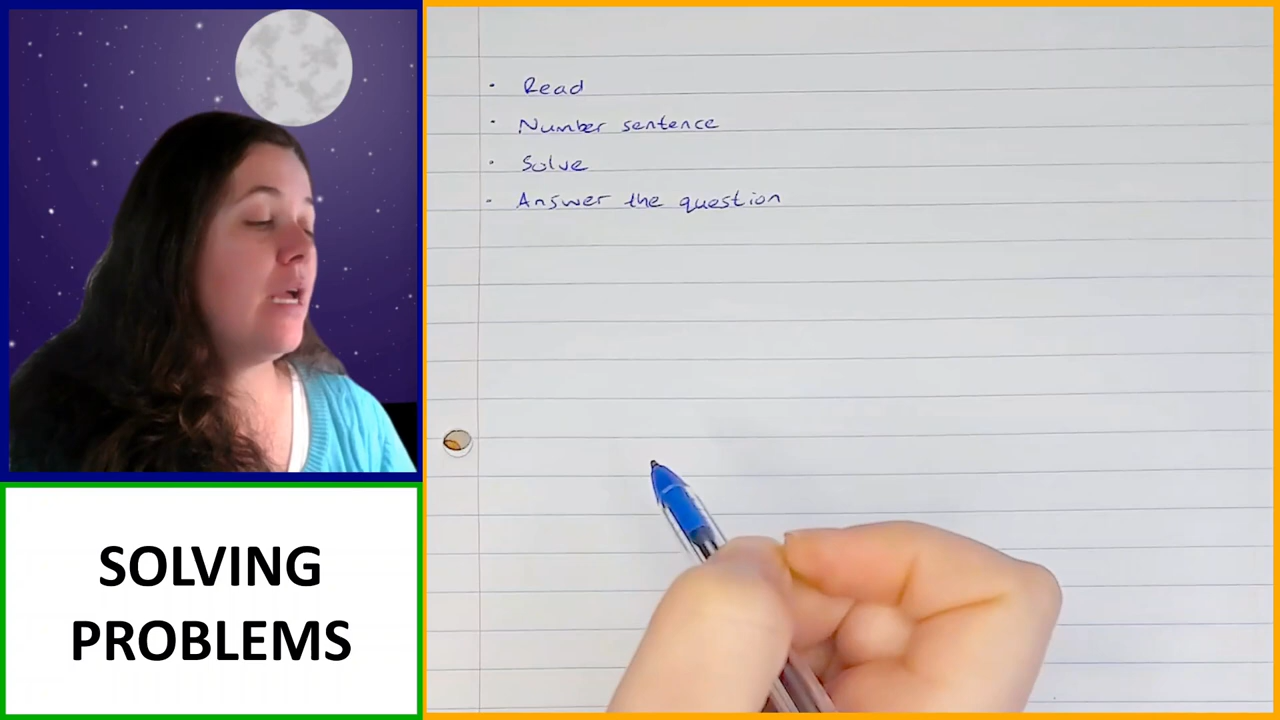 · Read
· Number sentence
· Solve
· Answer the question
SOLVING
PROBLEMS